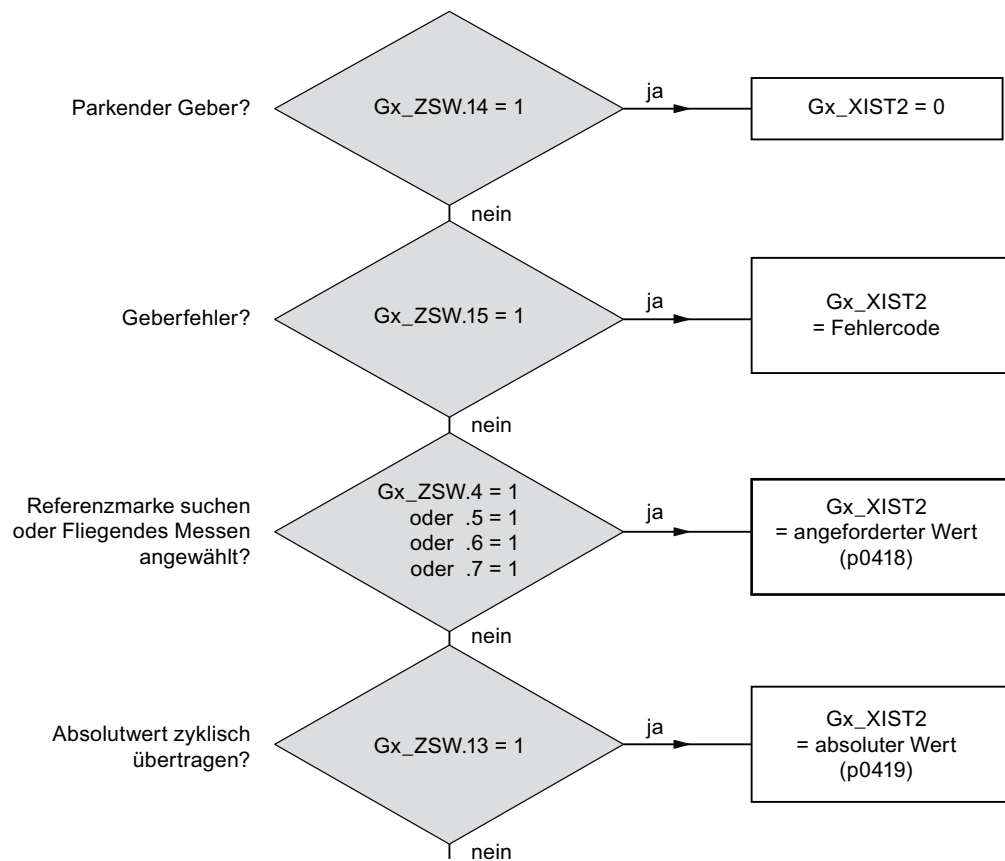 Parkender Geber?
Gx_ZSW.14 = 1
ja
Gx_XIST2 = 0
nein
Geberfehler?
Gx_ZSW.15 = 1
ja
Gx_XIST2
= Fehlercode
nein
Referenzmarke suchen
oder Fliegendes Messen
angewählt?
Gx_ZSW.4 = 1
oder .5 = 1
oder .6 = 1
oder .7 = 1
ja
Gx_XIST2
= angeforderter Wert
(p0418)
nein
Absolutwert zyklisch
übertragen?
Gx_ZSW.13 = 1
ja
Gx_XIST2
= absoluter Wert
(p0419)
nein